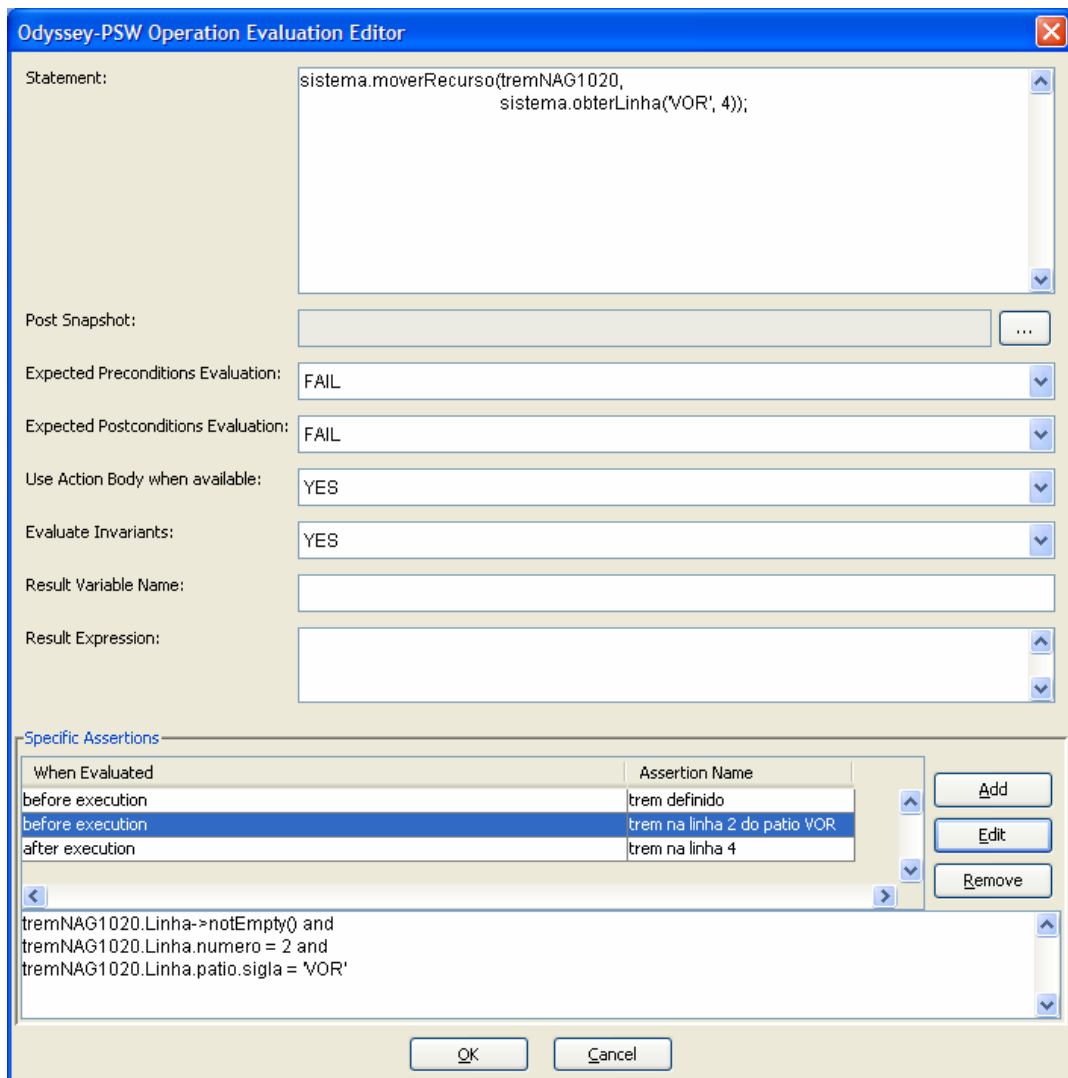 Odyssey-PSW Operation Evaluation Editor
Statement:
sistema.moverRecurso(tremNAG1020,
sistema.obterLinha('VOR', 4));
Post Snapshot:
...
Expected Preconditions Evaluation:
FAIL
Expected Postconditions Evaluation:
FAIL
Use Action Body when available:
YES
Evaluate Invariants:
YES
Result Variable Name:
Result Expression:
Specific Assertions
When Evaluated Assertion Name
before execution trem definido
before execution trem na linha 2 do patio VOR
after execution trem na linha 4
Add
Edit
Remove
tremNAG1020.Linha->notEmpty() and
tremNAG1020.Linha.numero = 2 and
tremNAG1020.Linha.patio.sigla = 'VOR'
OK Cancel